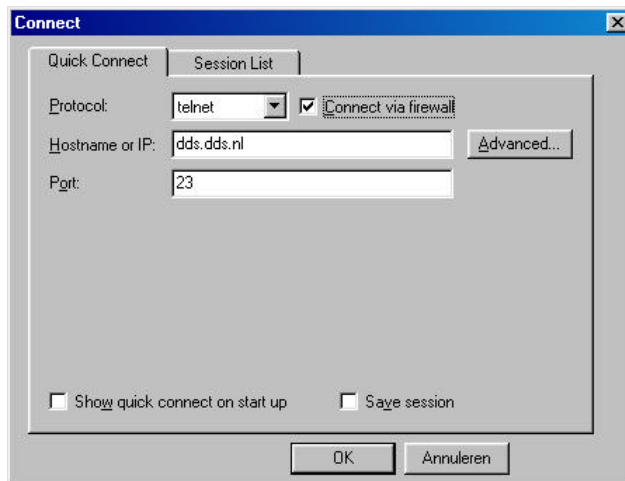 Connect
Quick Connect Session List
Protocol: telnet Connect via firewall
Hostname or IP: dds.dds.nl Advanced...
Port: 23
Show quick connect on start up Save session
OK Annuleren